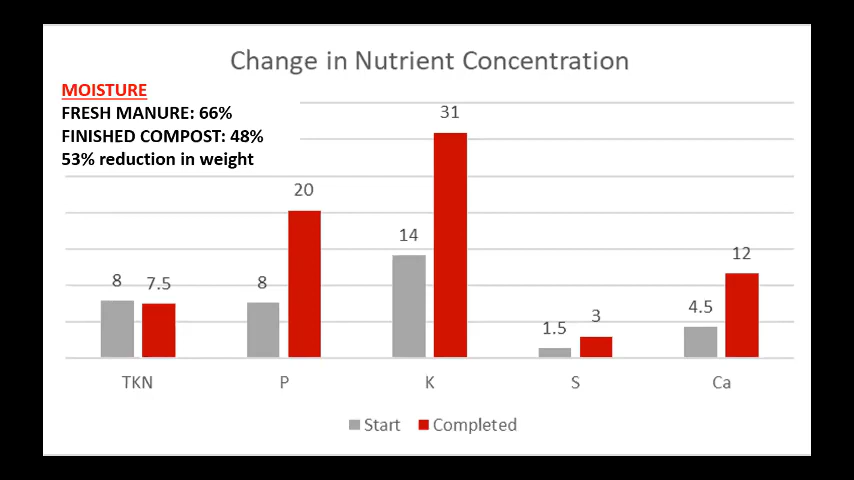 Change in Nutrient Concentration
MOISTURE
FRESH MANURE: 66%
FINISHED COMPOST: 48%
53% reduction in weight
31
20
14
12
8
7.5
8
4.5
1.5
3
TKN
P
K
S
Ca
Start
Completed